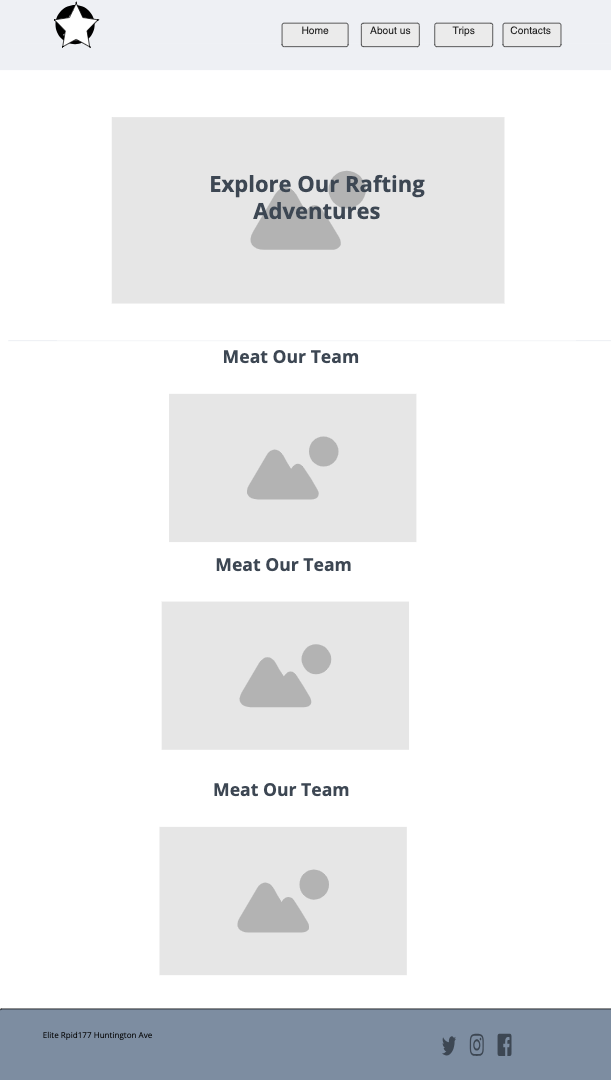 Home
About us
Trips
Contacts
Explore Our Rafting
Adventures
Meat Our Team
Meat Our Team
Meat Our Team
Elite Rpid177 Huntington Ave